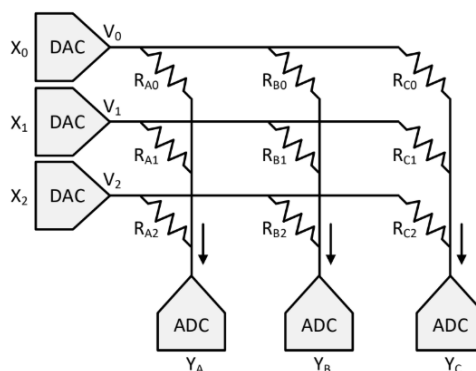 X0 DAC V0
RA0 RB0 RC0
X1 DAC V1
RA1 RB1 RC1
X2 DAC V2
RA2 RB2 RC2
ADC ADC ADC
YA YB YC